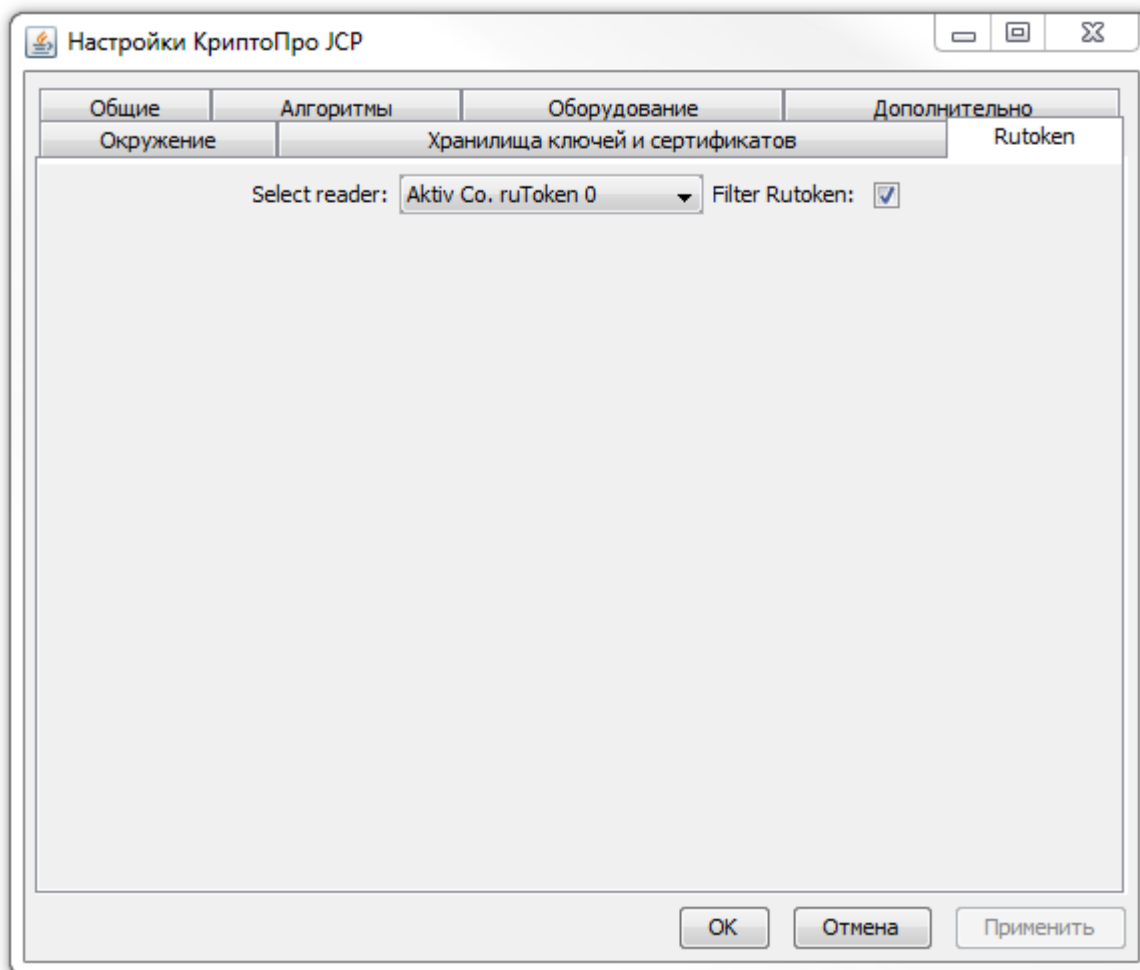 Настройки КриптоПро JCP
Общие Алгоритмы Оборудование Дополнительно
Окружение Хранилища ключей и сертификатов Rutoken
Select reader: Aktiv Co. ruToken 0 Filter Rutoken:
OK Отмена Применить